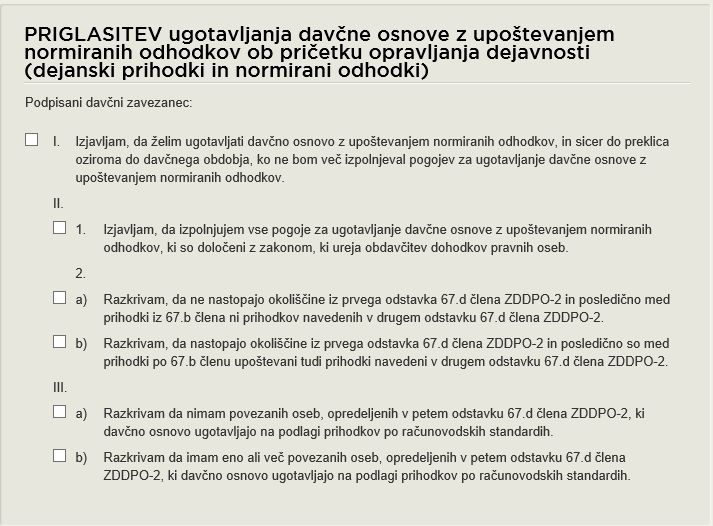 PRIGLASITEV ugotavljanja davčne osnove z upoštevanjem
normiranih odhodkov ob pričetku opravljanja dejavnosti
(dejanski prihodki in normirani odhodki)
Podpisani davčni zavezanec:
I. Izjavljam, da želim ugotavljati davčno osnovo z upoštevanjem normiranih odhodkov, in sicer do preklica
oziroma do davčnega obdobja, ko ne bom več izpolnjeval pogojev za ugotavljanje davčne osnove z
upoštevanjem normiranih odhodkov.
II.
1. Izjavljam, da izpolnjujem vse pogoje za ugotavljanje davčne osnove z upoštevanjem normiranih
odhodkov, ki so določeni z zakonom, ki ureja obdavčitev dohodkov pravnih oseb.
2.
a) Razkrivam, da ne nastopajo okoliščine iz prvega odstavka 67.d člena ZDDPO-2 in posledično med
prihodki iz 67.b člena ni prihodkov navedenih v drugem odstavku 67.d člena ZDDPO-2.
b) Razkrivam, da nastopajo okoliščine iz prvega odstavka 67.d člena ZDDPO-2 in posledično so med
prihodki po 67.b členu upoštevani tudi prihodki navedeni v drugem odstavku 67.d člena ZDDPO-2.
III.
a) Razkrivam da nimam povezanih oseb, opredeljenih v petem odstavku 67.d člena ZDDPO-2, ki
davčno osnovo ugotavljajo na podlagi prihodkov po računovodskih standardih.
b) Razkrivam da imam eno ali več povezanih oseb, opredeljenih v petem odstavku 67.d člena
ZDDPO-2, ki davčno osnovo ugotavljajo na podlagi prihodkov po računovodskih standardih.